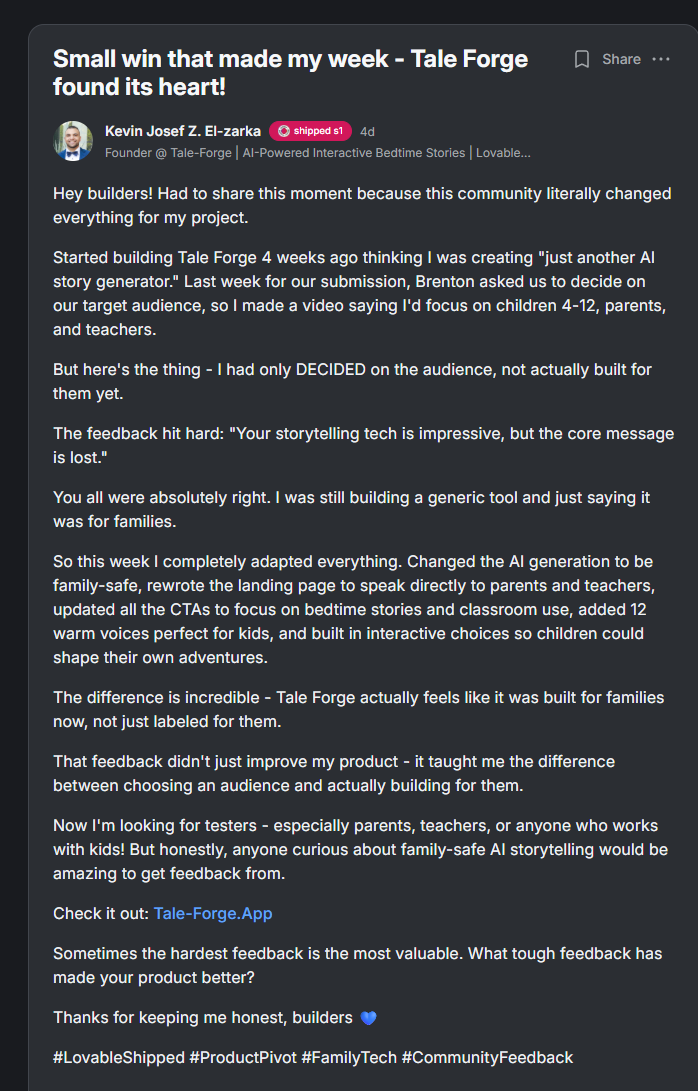 Small win that made my week - Tale Forge
found its heart!
Share
Kevin Josef Z. El-zarka shipped s1 4d
Founder @ Tale-Forge | AI-Powered Interactive Bedtime Stories | Lovable...
Hey builders! Had to share this moment because this community literally changed
everything for my project.
Started building Tale Forge 4 weeks ago thinking I was creating "just another AI
story generator." Last week for our submission, Brenton asked us to decide on
our target audience, so I made a video saying I'd focus on children 4-12, parents,
and teachers.
But here's the thing - I had only DECIDED on the audience, not actually built for
them yet.
The feedback hit hard: "Your storytelling tech is impressive, but the core message
is lost."
You all were absolutely right. I was still building a generic tool and just saying it
was for families.
So this week I completely adapted everything. Changed the AI generation to be
family-safe, rewrote the landing page to speak directly to parents and teachers,
updated all the CTAs to focus on bedtime stories and classroom use, added 12
warm voices perfect for kids, and built in interactive choices so children could
shape their own adventures.
The difference is incredible - Tale Forge actually feels like it was built for families
now, not just labeled for them.
That feedback didn't just improve my product - it taught me the difference
between choosing an audience and actually building for them.
Now I'm looking for testers - especially parents, teachers, or anyone who works
with kids! But honestly, anyone curious about family-safe AI storytelling would be
amazing to get feedback from.
Check it out: Tale-Forge.App
Sometimes the hardest feedback is the most valuable. What tough feedback has
made your product better?
Thanks for keeping me honest, builders 💙
#LovableShipped #ProductPivot #FamilyTech #CommunityFeedback